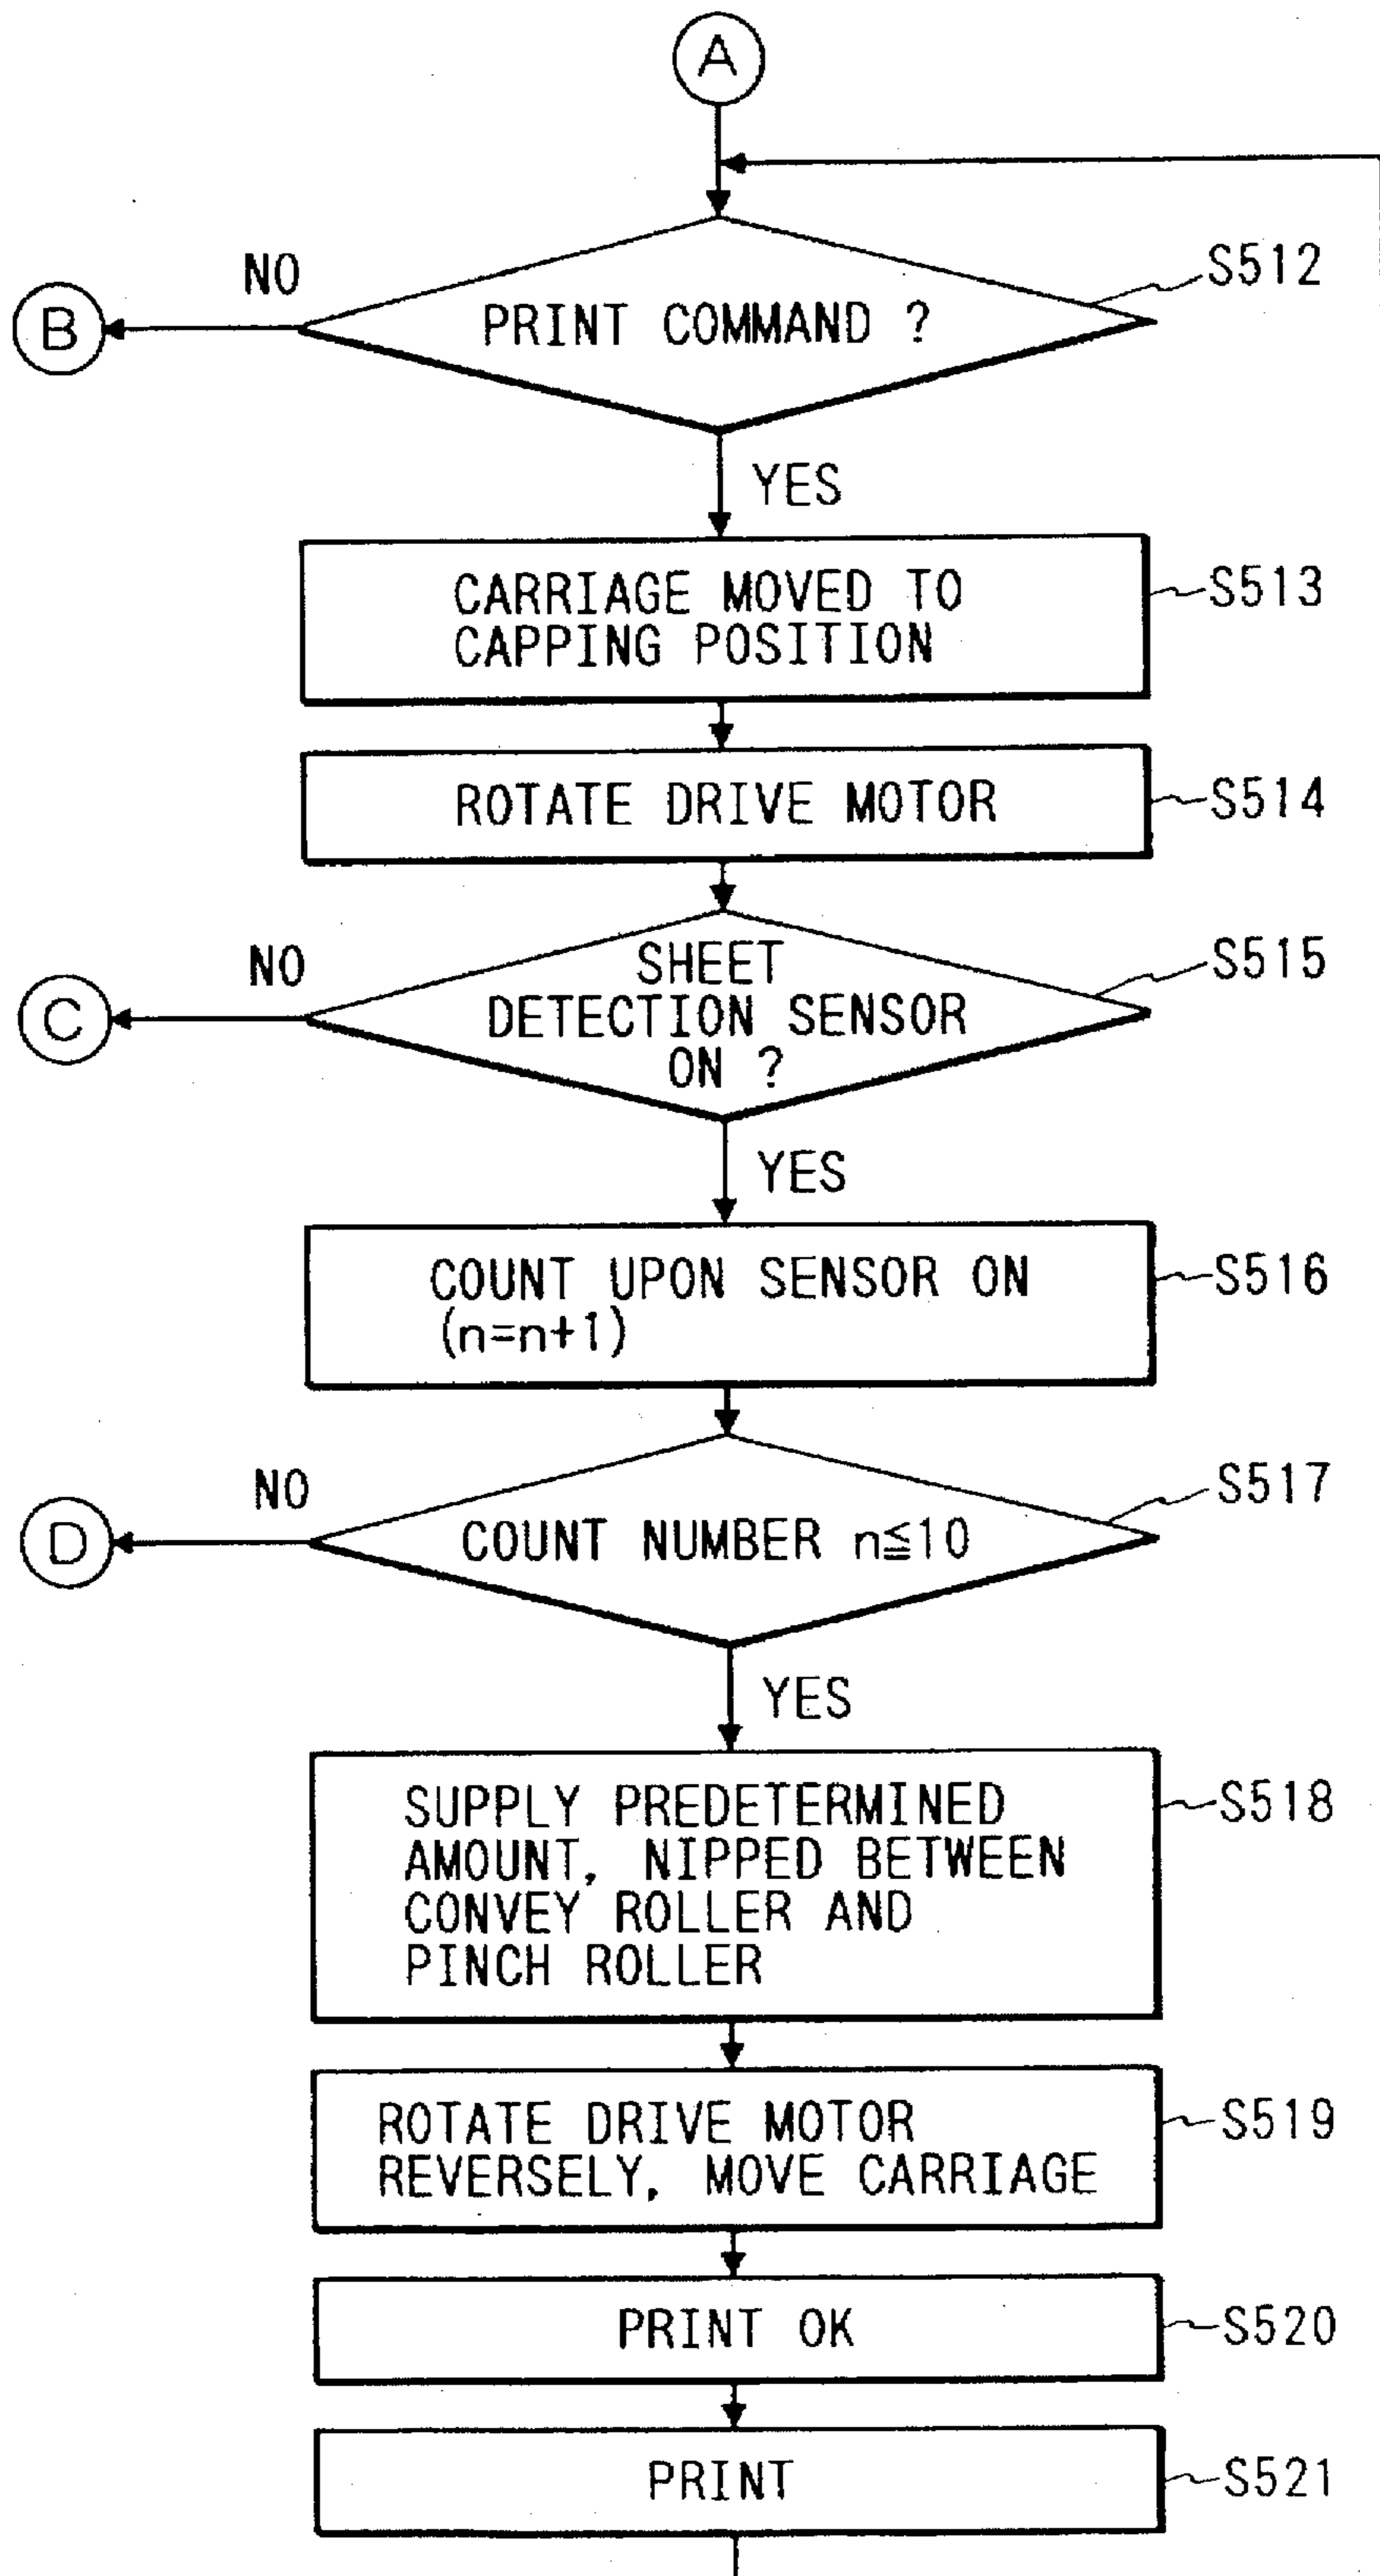 A
NO
S512
B
PRINT COMMAND ?
YES
CARRIAGE MOVED TO
CAPPING POSITION
S513
ROTATE DRIVE MOTOR
S514
NO
SHEET
DETECTION SENSOR
ON ?
S515
C
YES
COUNT UPON SENSOR ON
(n=n+1)
S516
NO
S517
D
COUNT NUMBER n≦10
YES
SUPPLY PREDETERMINED
AMOUNT, NIPPED BETWEEN
CONVEY ROLLER AND
PINCH ROLLER
S518
ROTATE DRIVE MOTOR
REVERSELY, MOVE CARRIAGE
S519
PRINT OK
S520
PRINT
S521